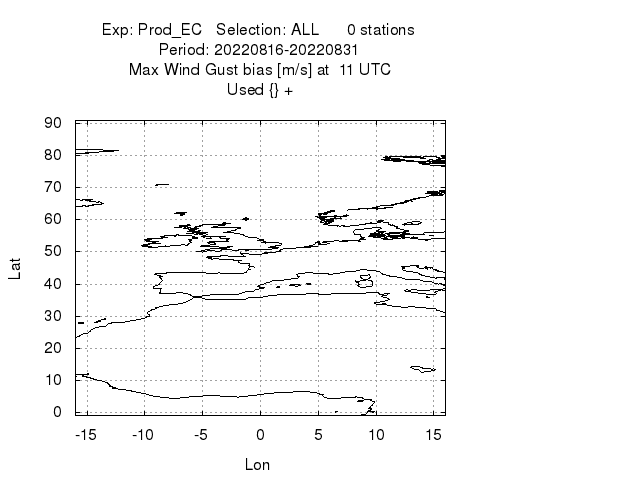 Exp: Prod_EC   Selection: ALL      0 stations
Period: 20220816-20220831
Max Wind Gust bias [m/s] at  11 UTC
Used {} +
90
80
70
60
50
40
30
20
10
0
Lat
-15 -10 -5 0 5 10 15
Lon